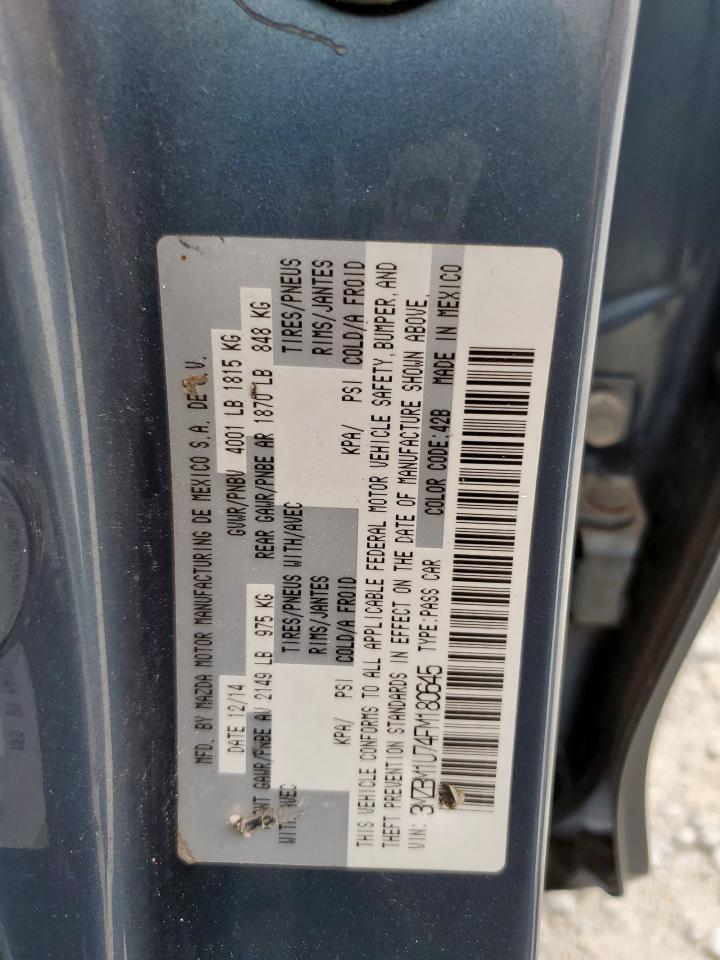 MFD. BY MAZDA MOTOR MANUFACTURING DE MEXICO S.A. DE V.
DATE 12/14 GVWR/PNBV 4001 LB 1815 KG
GAWR/PNBE AV 2149 LB 975 KG REAR GAWR/PNBE AR 1870 LB 848 KG
WITH/AVEC TIRES/PNEUS WITH/AVEC TIRES/PNEUS
RIMS/JANTES RIMS/JANTES
KPA/ PSI COLD/A FROID KPA/ PSI COLD/A FROID
THIS VEHICLE CONFORMS TO ALL APPLICABLE FEDERAL MOTOR VEHICLE SAFETY, BUMPER, AND
THEFT PREVENTION STANDARDS IN EFFECT ON THE DATE OF MANUFACTURE SHOWN ABOVE.
VIN: 3MZBM1U74FM180645 TYPE:PASS CAR COLOR CODE:42B MADE IN MEXICO